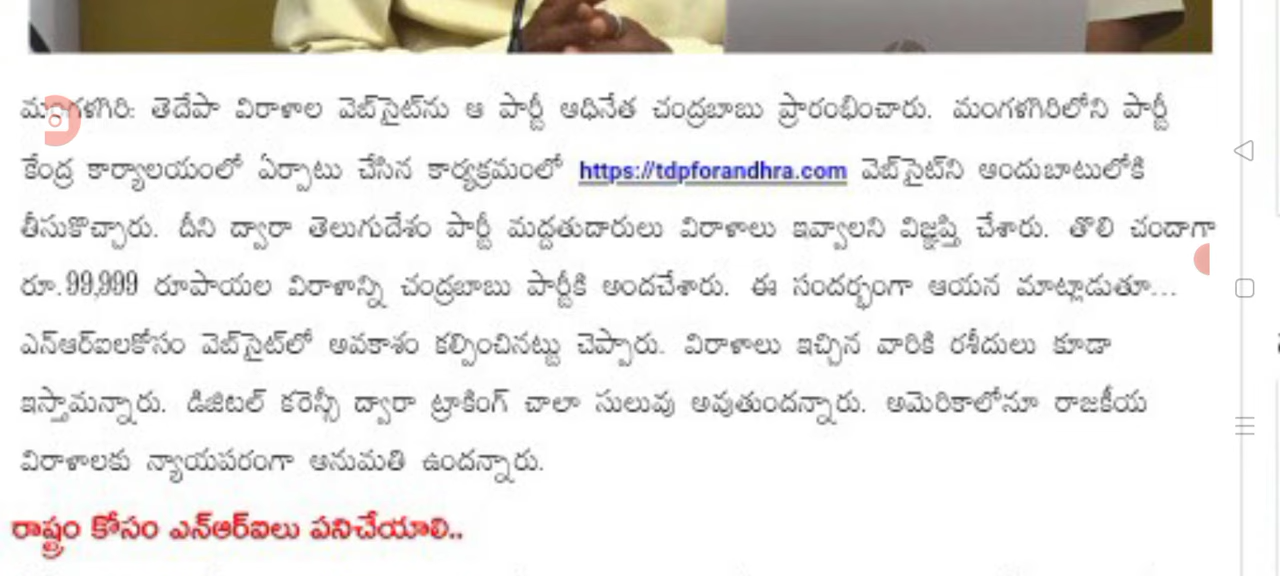 మంగళగిరి: తెదేపా విరాళాల వెబ్‌సైట్‌ను ఆ పార్టీ అధినేత చంద్రబాబు ప్రారంభించారు. మంగళగిరిలోని పార్టీ
కేంద్ర కార్యాలయంలో ఏర్పాటు చేసిన కార్యక్రమంలో https://tdpforandhra.com వెబ్‌సైట్‌ని అందుబాటులోకి
తీసుకొచ్చారు. దీని ద్వారా తెలుగుదేశం పార్టీ మద్దతుదారులు విరాళాలు ఇవ్వాలని విజ్ఞప్తి చేశారు. తొలి చందాగా
రూ.99,999 రూపాయల విరాళాన్ని చంద్రబాబు పార్టీకి అందచేశారు. ఈ సందర్భంగా ఆయన మాట్లాడుతూ...
ఎన్ఆర్ఐలకోసం వెబ్‌సైట్‌లో అవకాశం కల్పించినట్టు చెప్పారు. విరాళాలు ఇచ్చిన వారికి రశీదులు కూడా
ఇస్తామన్నారు. డిజిటల్ కరెన్సీ ద్వారా ట్రాకింగ్ చాలా సులువు అవుతుందన్నారు. అమెరికాలోనూ రాజకీయ
విరాళాలకు న్యాయపరంగా అనుమతి ఉందన్నారు.
రాష్ట్రం కోసం ఎన్ఆర్ఐలు పనిచేయాలి..